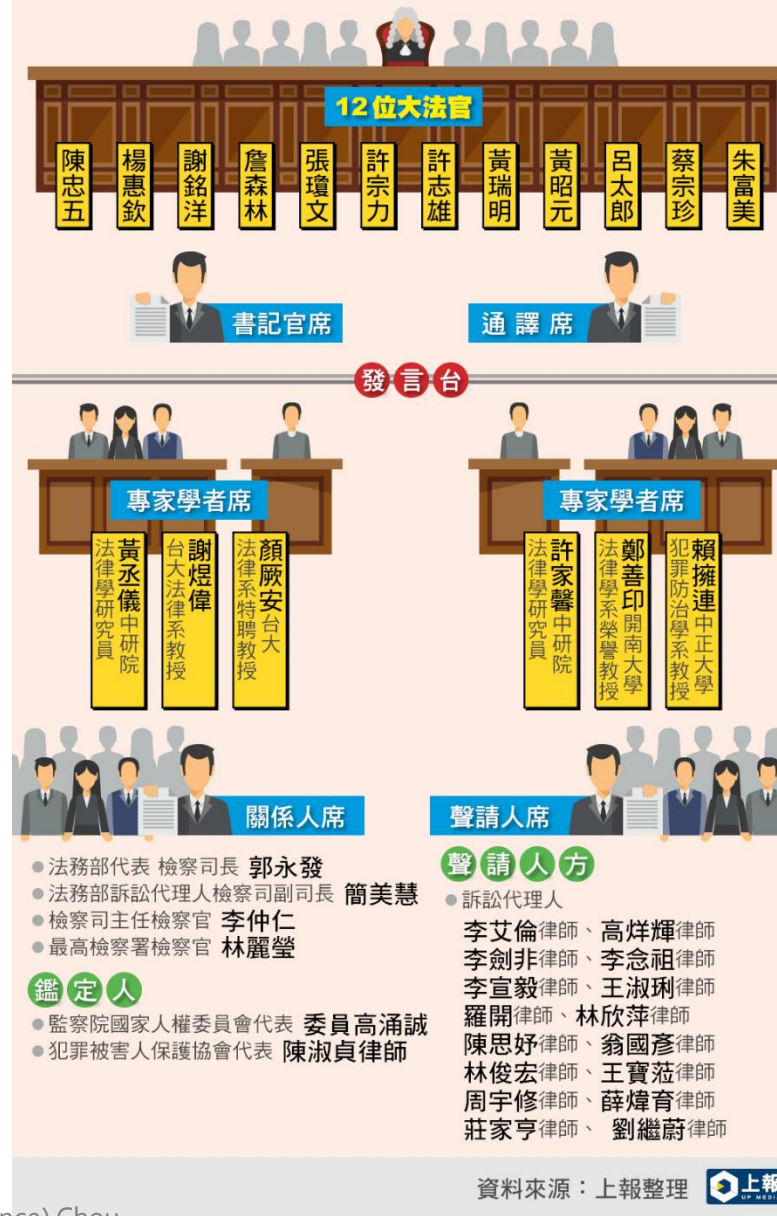 12位大法官
陳忠五
楊惠欽
謝銘洋
詹森林
張瓊文
許宗力
許志雄
黃瑞明
黃昭元
呂太郎
蔡宗珍
朱富美
書記官席
通譯席
發言台
專家學者席
黃丞儀中研院
法律學研究員
謝煜偉
台大法律系教授
顏厥安台大
法律系特聘教授
專家學者席
許家馨中研院
法律學研究員
鄭善印開南大學
法律學系榮譽教授
賴擁連中正大學
犯罪防治學系教授
關係人席
●法務部代表 檢察司長 郭永發
●法務部訴訟代理人檢察司副司長 簡美慧
●檢察司主任檢察官 李仲仁
●最高檢察署檢察官 林麗瑩
鑑定人
●監察院國家人權委員會代表 委員高涌誠
●犯罪被害人保護協會代表 陳淑貞律師
聲請人席
聲請人方
●訴訟代理人
李艾倫律師、高烊輝律師
李劍非律師、李念祖律師
李宣毅律師、王淑琍律師
羅開律師、林欣萍律師
陳思妤律師、翁國彥律師
林俊宏律師、王寶蒞律師
周宇修律師、薛煒育律師
莊家亨律師、劉繼蔚律師
資料來源:上報整理
上報
UP MEDI
nce) Chou